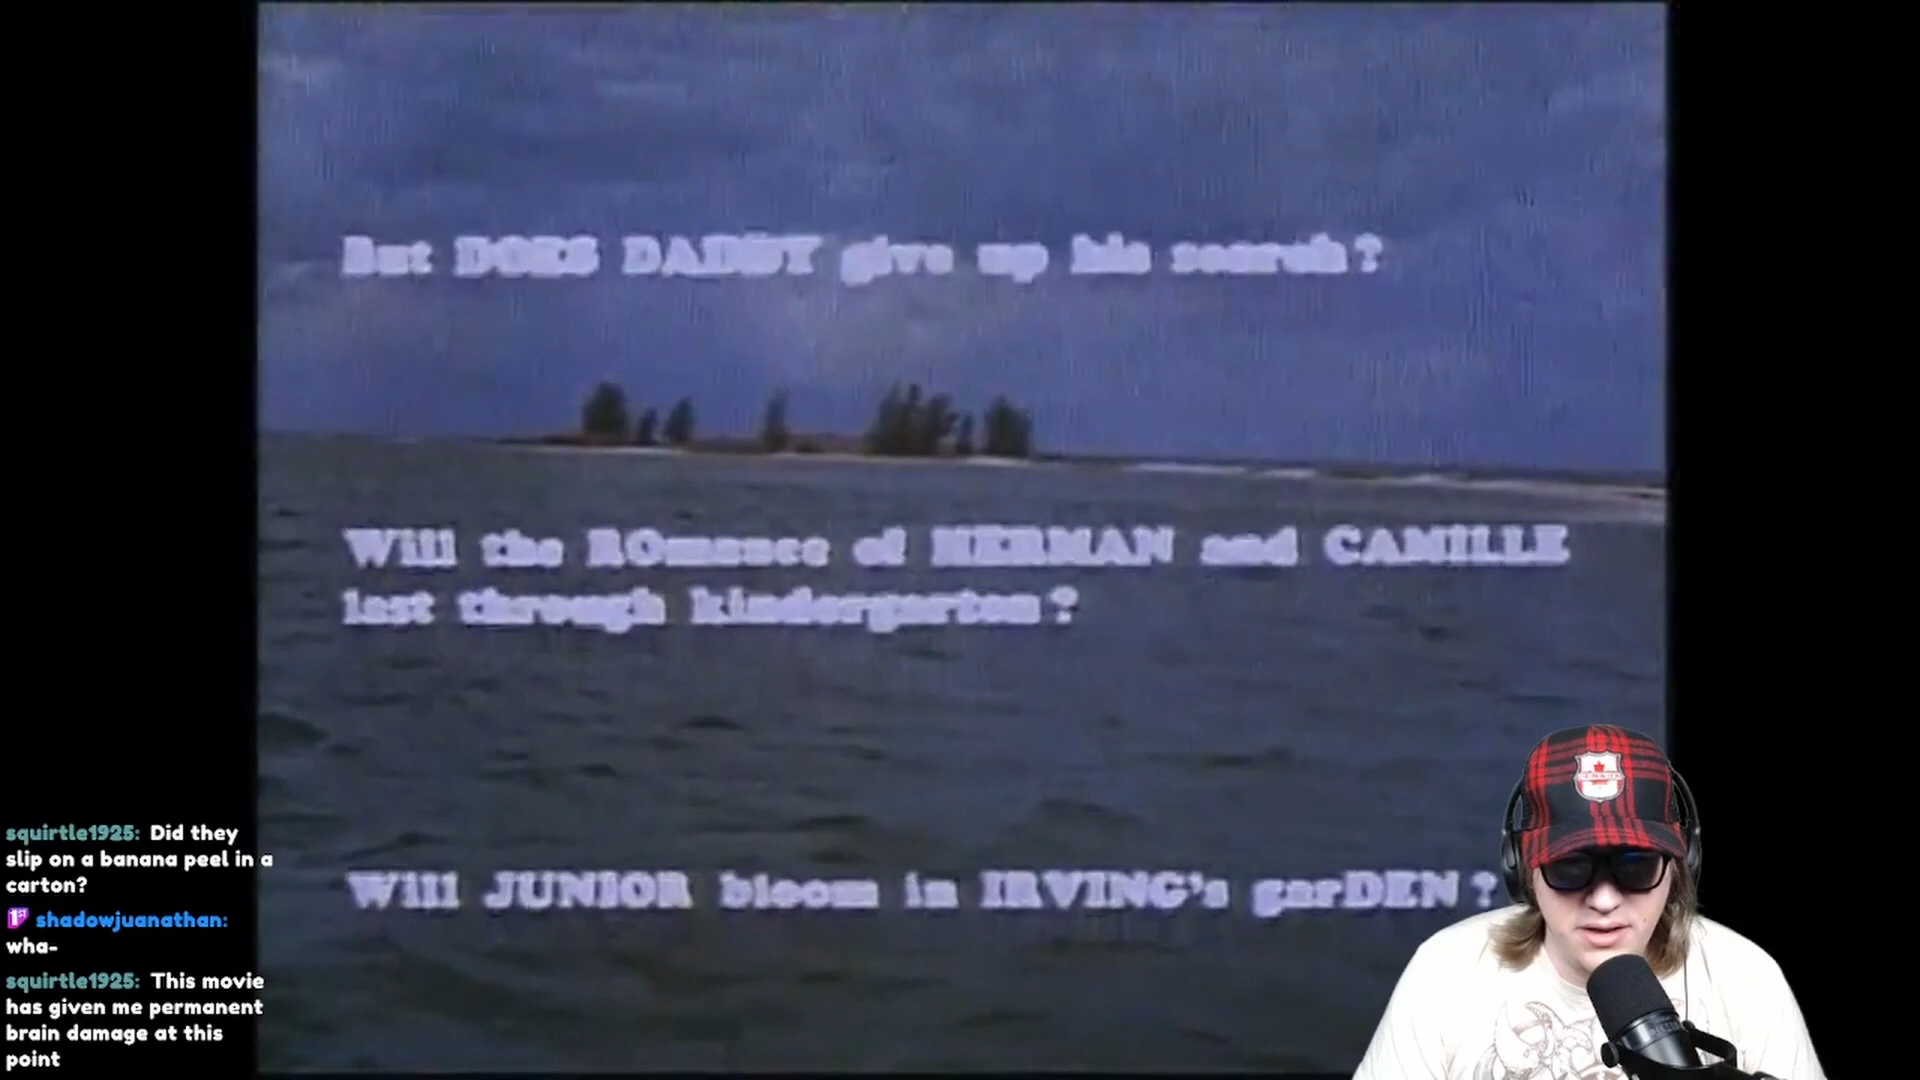 But DOES DADDY give up his search?
Will the ROmance of HERMAN and CAMILLE
last through kindergarten?
Will JUNIOR bloom in IRVING's garDEN?
squirtle1925: Did they
slip on a banana peel in a
carton?
1ST shadowjuanathan:
wha-
squirtle1925: This movie
has given me permanent
brain damage at this
point